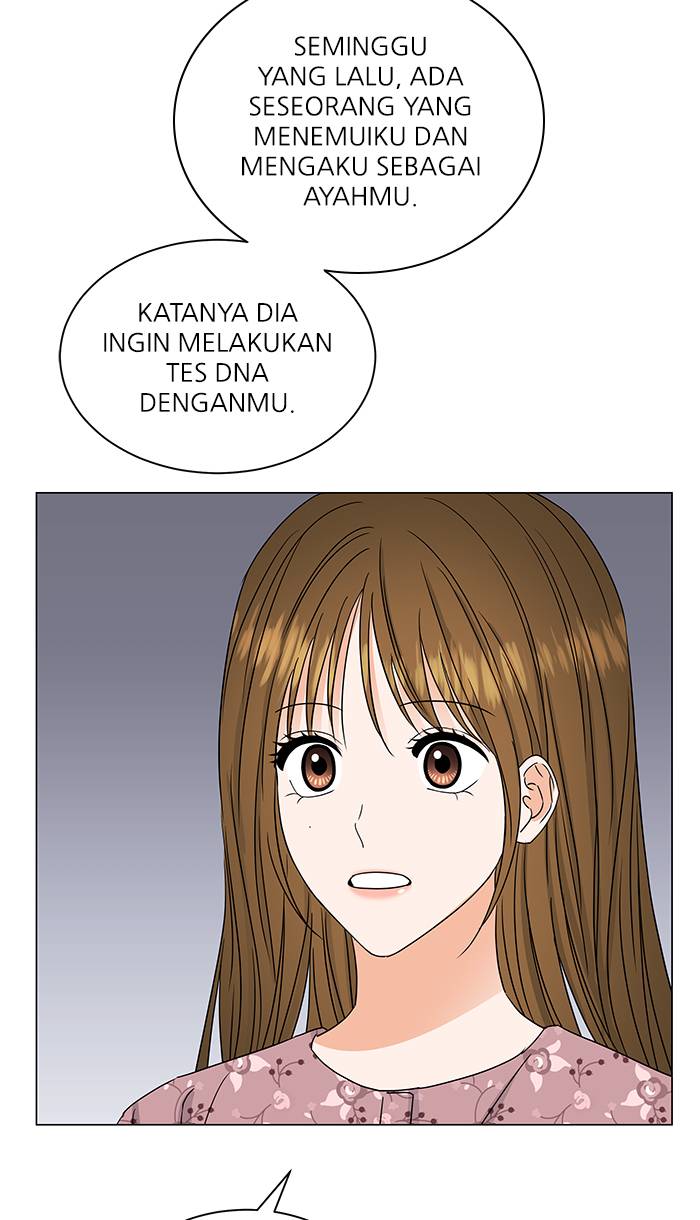 SEMINGGU
YANG LALU, ADA
SESEORANG YANG
MENEMUIKU DAN
MENGAKU SEBAGAI
AYAHMU.
KATANYA DIA
INGIN MELAKUKAN
TES DNA
DENGANMU.